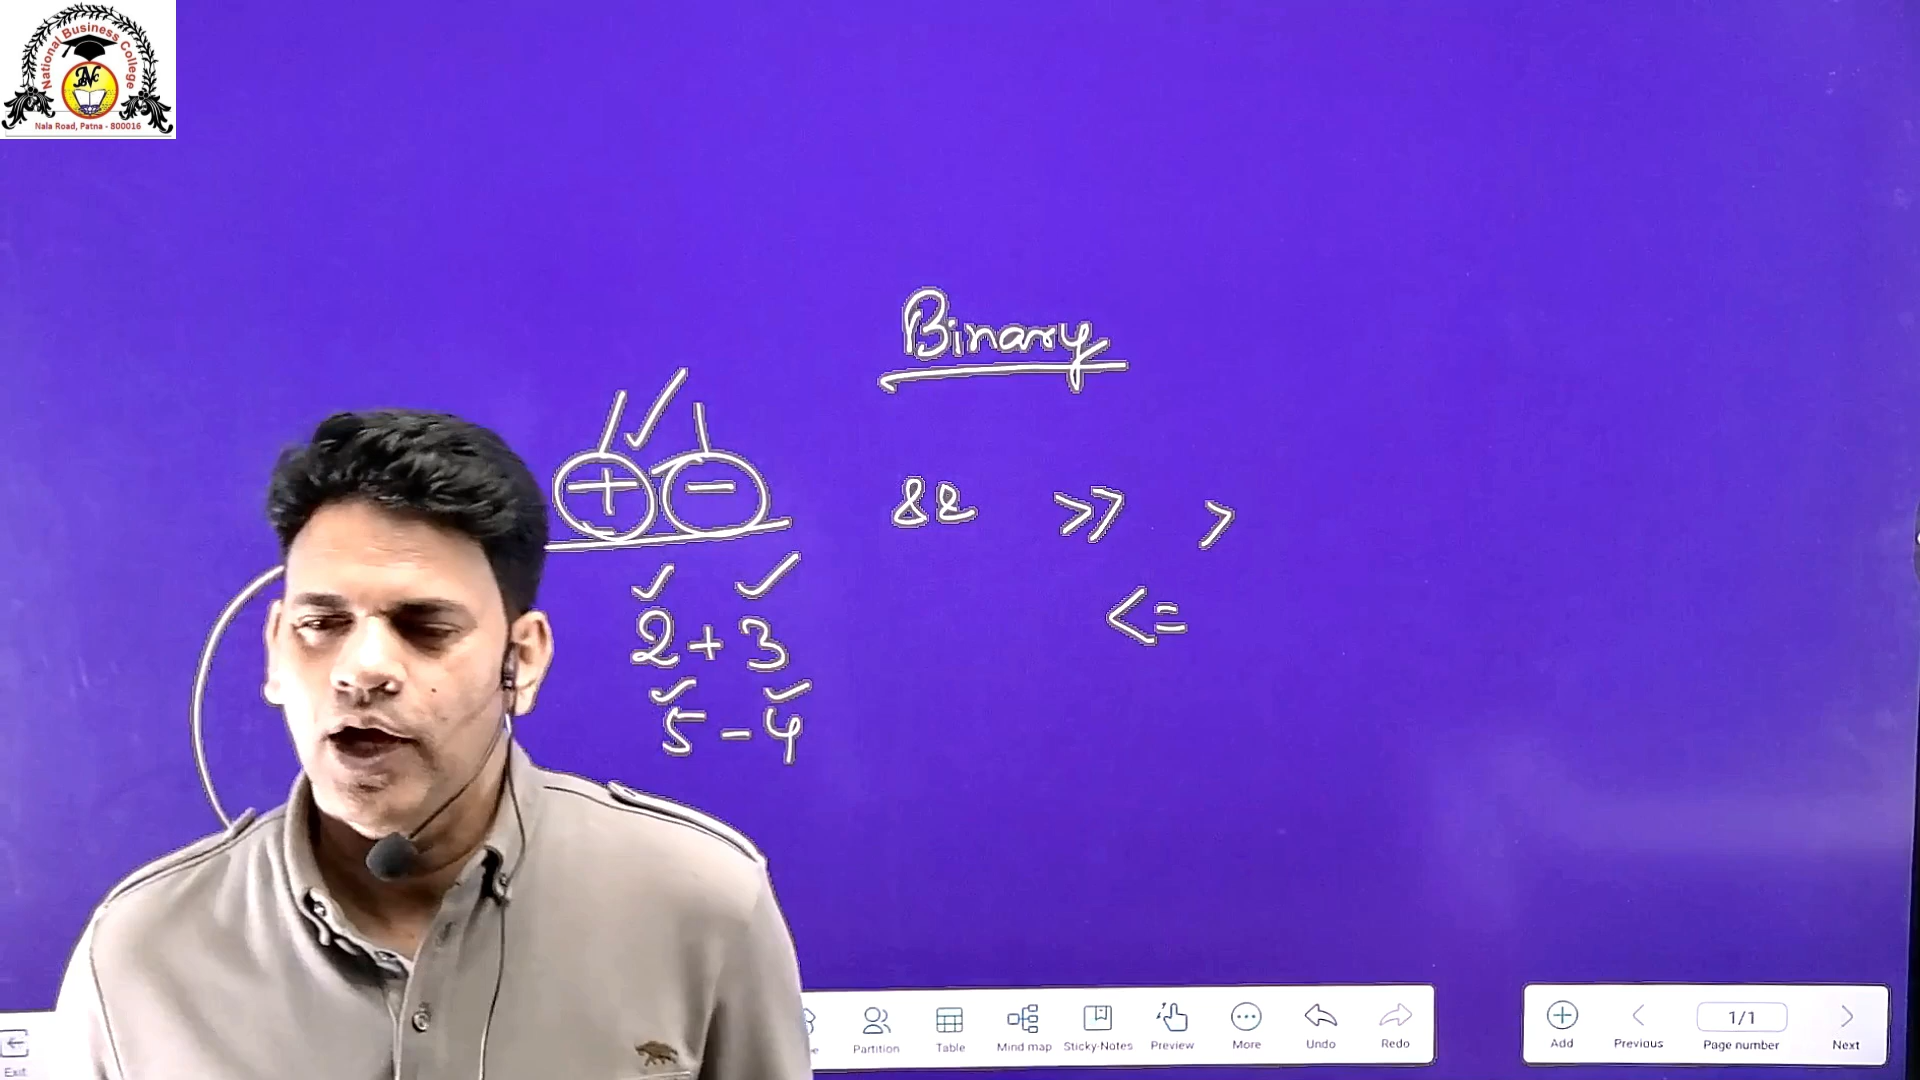 National Business College
Nala Road, Patna - 800016
Binary
+ - && >> >
<=
2 + 3
5 - 4
Exit
Partition Table Mind map Sticky-Notes Preview More Undo Redo
Add Previous 1/1 Page number Next